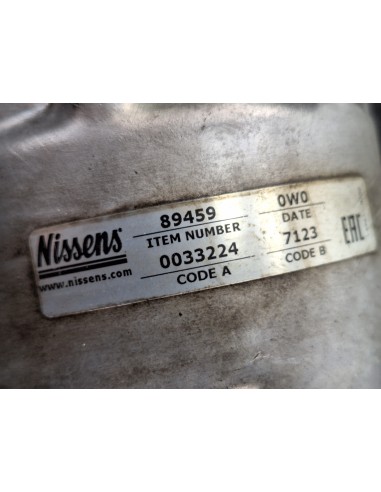 Nissens
www.nissens.com
89459
ITEM NUMBER
0033224
CODE A
0W0
DATE
7123
CODE B
EAC